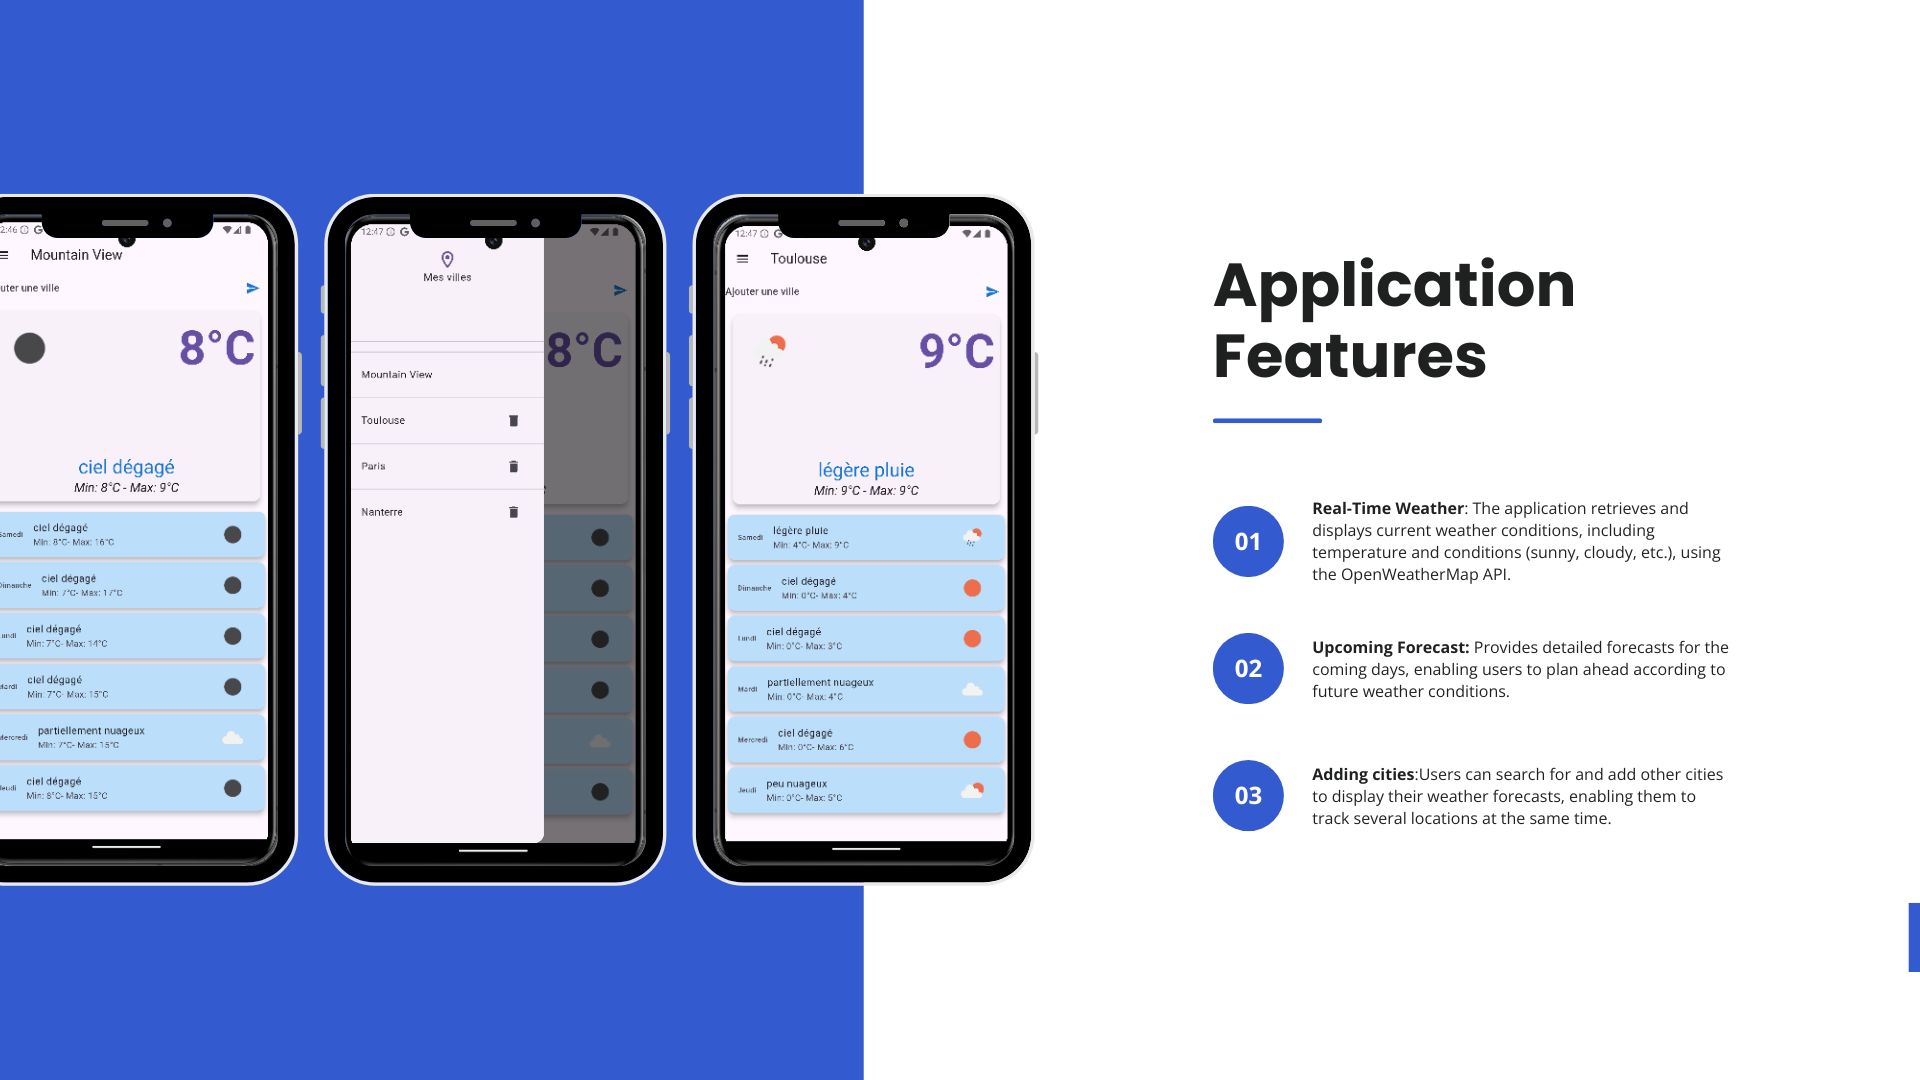 2:46 G
Mountain View
uter une ville
8°C
ciel dégagé
Min: 8°C - Max: 9°C
Samedi ciel dégagé
Min: 8°C- Max: 16°C
Dimanche ciel dégagé
Min: 7°C- Max: 17°C
undi ciel dégagé
Min: 7°C- Max: 14°C
Mardi ciel dégagé
Min: 7°C- Max: 15°C
Mercredi partiellement nuageux
Min: 7°C- Max: 15°C
Jeudi ciel dégagé
Min: 8°C- Max: 15°C
12:47 G
Mes villes
8°C
Mountain View
Toulouse
Paris
Nanterre
12:47 G
Toulouse
Ajouter une ville
9°C
légère pluie
Min: 9°C - Max: 9°C
Samedi légère pluie
Min: 4°C- Max: 9°C
Dimanche ciel dégagé
Min: 0°C- Max: 4°C
Lundi ciel dégagé
Min: 0°C- Max: 3°C
Mardi partiellement nuageux
Min: 0°C- Max: 4°C
Mercredi ciel dégagé
Min: 0°C- Max: 6°C
Jeudi peu nuageux
Min: 0°C- Max: 5°C
Application
Features
01
Real-Time Weather: The application retrieves and
displays current weather conditions, including
temperature and conditions (sunny, cloudy, etc.), using
the OpenWeatherMap API.
02
Upcoming Forecast: Provides detailed forecasts for the
coming days, enabling users to plan ahead according to
future weather conditions.
03
Adding cities:Users can search for and add other cities
to display their weather forecasts, enabling them to
track several locations at the same time.